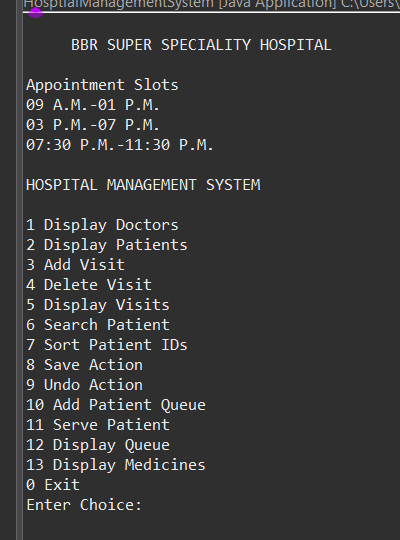 HosptialManagementSystem [Java Application] C:\Users\
BBR SUPER SPECIALITY HOSPITAL
Appointment Slots
09 A.M.-01 P.M.
03 P.M.-07 P.M.
07:30 P.M.-11:30 P.M.
HOSPITAL MANAGEMENT SYSTEM
1 Display Doctors
2 Display Patients
3 Add Visit
4 Delete Visit
5 Display Visits
6 Search Patient
7 Sort Patient IDs
8 Save Action
9 Undo Action
10 Add Patient Queue
11 Serve Patient
12 Display Queue
13 Display Medicines
0 Exit
Enter Choice: